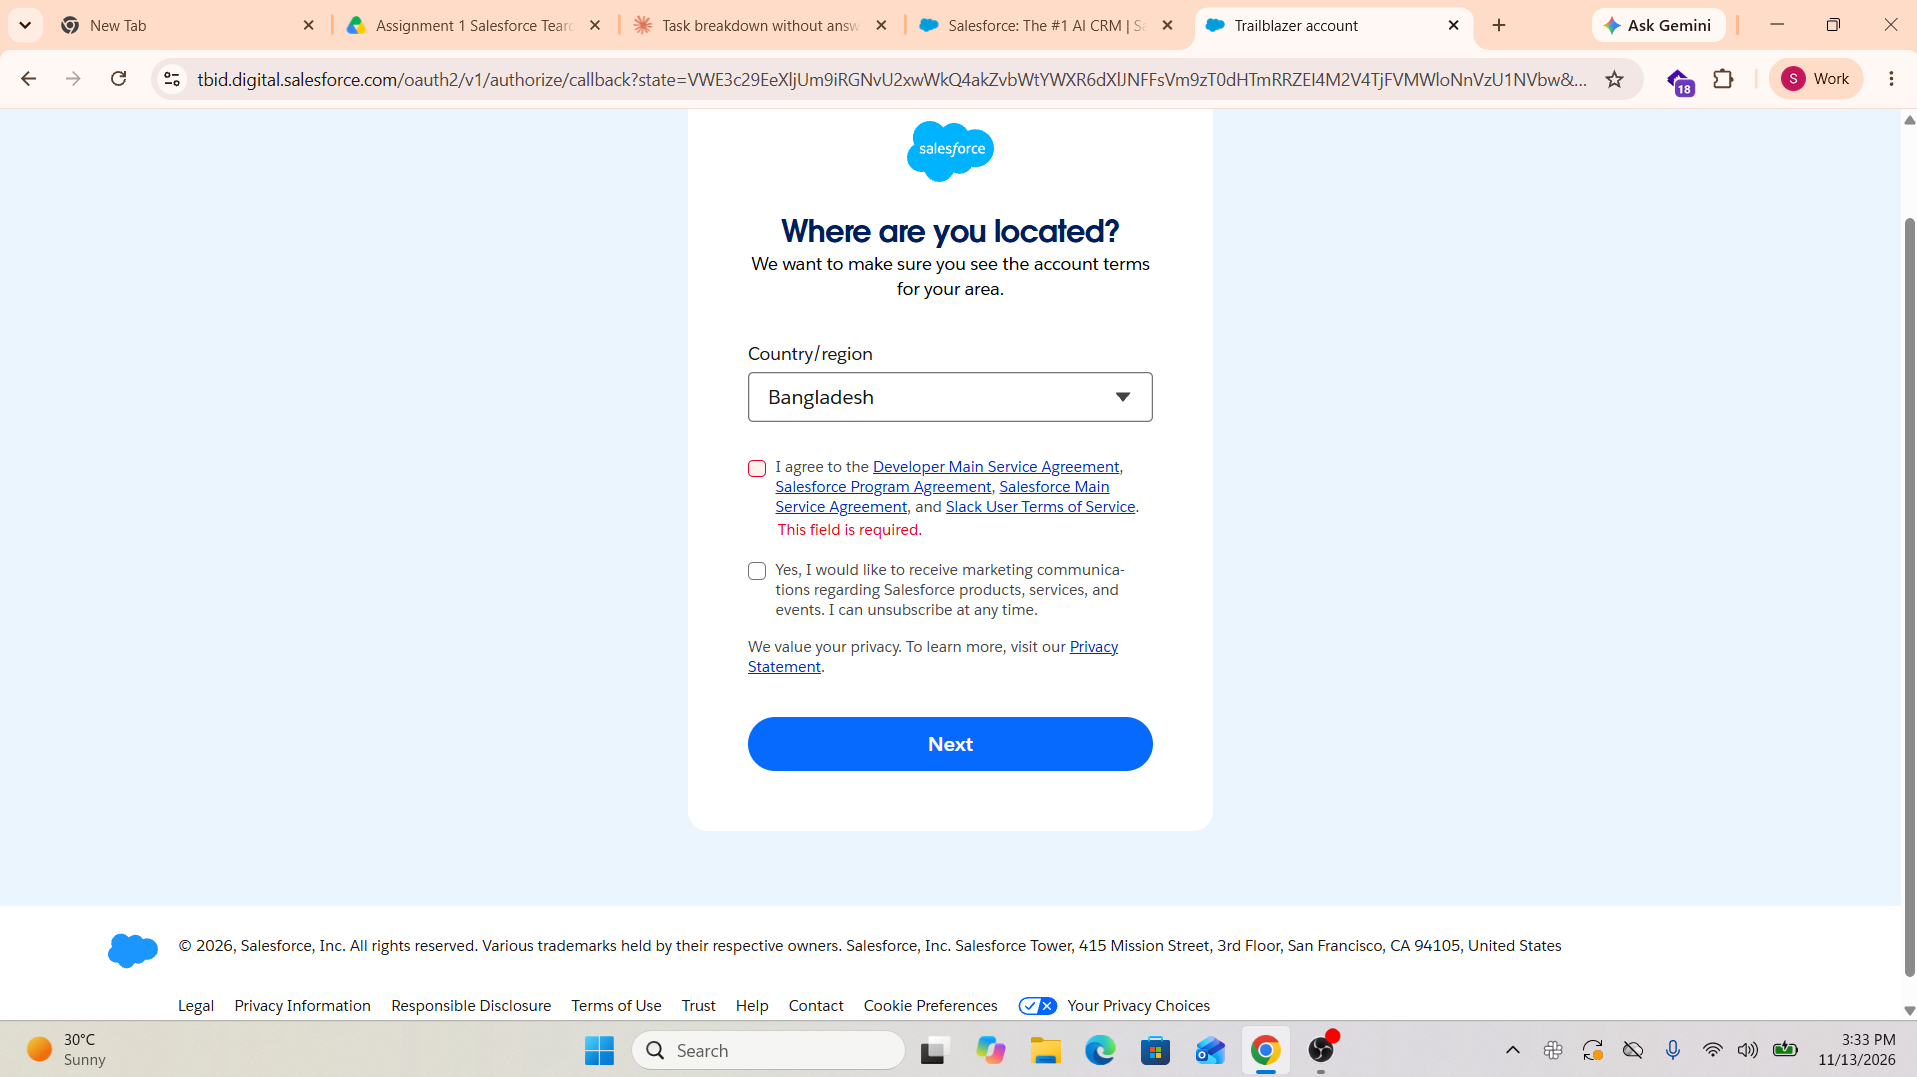 New Tab
Assignment 1 Salesforce Tear
Task breakdown without answ
Salesforce: The #1 AI CRM | Sa
Trailblazer account
Ask Gemini
tbid.digital.salesforce.com/oauth2/v1/authorize/callback?state=
18
S Work
salesforce
Where are you located?
We want to make sure you see the account terms
for your area.
Country/region
Bangladesh
I agree to the Developer Main Service Agreement,
Salesforce Program Agreement, Salesforce Main
Service Agreement, and Slack User Terms of Service.
This field is required.
Yes, I would like to receive marketing communica-
tions regarding Salesforce products, services, and
events. I can unsubscribe at any time.
We value your privacy. To learn more, visit our Privacy
Statement.
Next
© 2026, Salesforce, Inc. All rights reserved. Various trademarks held by their respective owners. Salesforce, Inc. Salesforce Tower, 415 Mission Street, 3rd Floor, San Francisco, CA 94105, United States
Legal Privacy Information Responsible Disclosure Terms of Use Trust Help Contact Cookie Preferences Your Privacy Choices
30°C
Sunny
Search
3:33 PM
11/13/2026